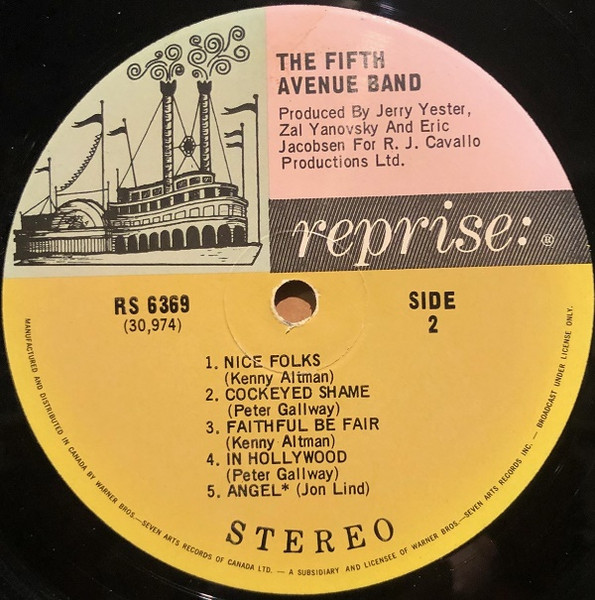 THE FIFTH
AVENUE BAND
Produced By Jerry Yester,
Zal Yanovsky And Eric
Jacobsen For R. J. Cavallo
Productions Ltd.
reprise: ®
RS 6369
(30,974)
SIDE
2
1. NICE FOLKS
(Kenny Altman)
2. COCKEYED SHAME
(Peter Gallway)
3. FAITHFUL BE FAIR
(Kenny Altman)
4. IN HOLLYWOOD
(Peter Gallway)
5. ANGEL* (Jon Lind)
STEREO
MANUFACTURED AND DISTRIBUTED IN CANADA BY WARNER BROS.—SEVEN ARTS RECORDS OF CANADA LTD. — A SUBSIDIARY AND LICENSEE OF WARNER BROS.—SEVEN ARTS RECORDS INC. — BROADCAST UNDER LICENSE ONLY.